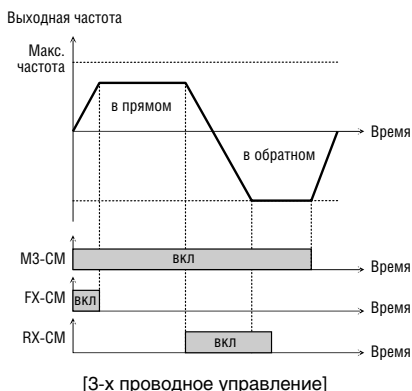 Выходная частота
Макс.
частота
в прямом
Время
в обратном
M3-CM
ВКЛ
Время
FX-CM
ВКЛ
Время
RX-CM
ВКЛ
Время
[3-х проводное управление]